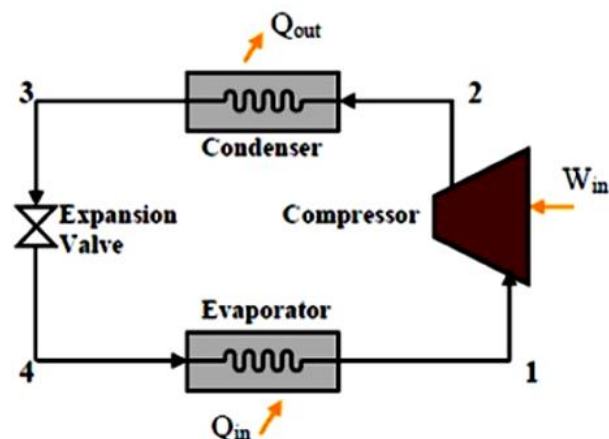 Qout
3
2
Condenser
Win
Expansion
Valve
Compressor
Evaporator
4
1
Qin